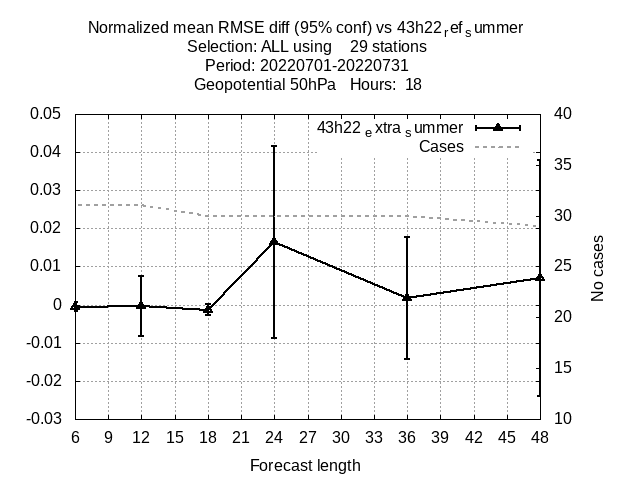 Normalized mean RMSE diff (95% conf) vs 43h22refsummer
Selection: ALL using 29 stations
Period: 20220701-20220731
Geopotential 50hPa Hours: 18
43h22extrasummer
Cases
0.05
0.04
0.03
0.02
0.01
0
-0.01
-0.02
-0.03
40
35
30
25
20
15
10
No cases
6 9 12 15 18 21 24 27 30 33 36 39 42 45 48
Forecast length